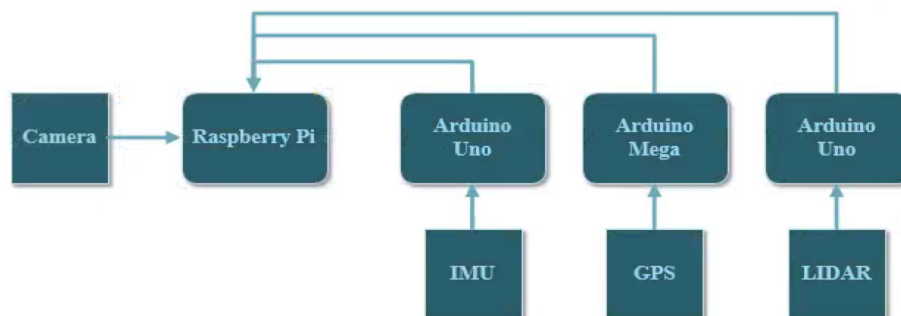 Camera
Raspberry Pi
Arduino
Uno
Arduino
Mega
Arduino
Uno
IMU
GPS
LIDAR